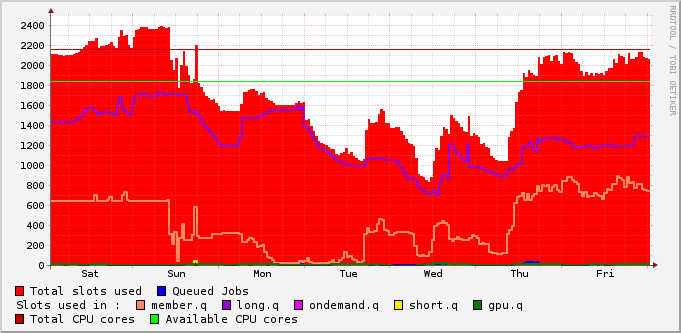 RRDTOOL / TOBI OETIKER
2400
2200
2000
1800
1600
1400
1200
1000
800
600
400
200
0
Sat Sun Mon Tue Wed Thu Fri
Total slots used Queued Jobs
Slots used in : member.q long.q ondemand.q short.q gpu.q
Total CPU cores Available CPU cores